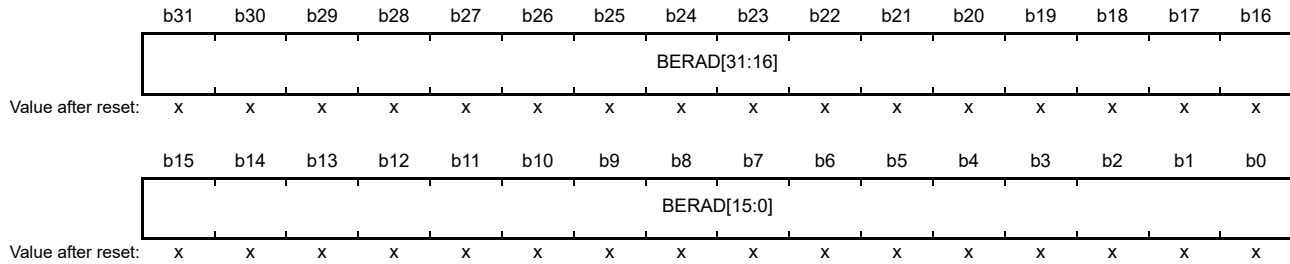 b31 b30 b29 b28 b27 b26 b25 b24 b23 b22 b21 b20 b19 b18 b17 b16
BERAD[31:16]
Value after reset: x x x x x x x x x x x x x x x x
b15 b14 b13 b12 b11 b10 b9 b8 b7 b6 b5 b4 b3 b2 b1 b0
BERAD[15:0]
Value after reset: x x x x x x x x x x x x x x x x